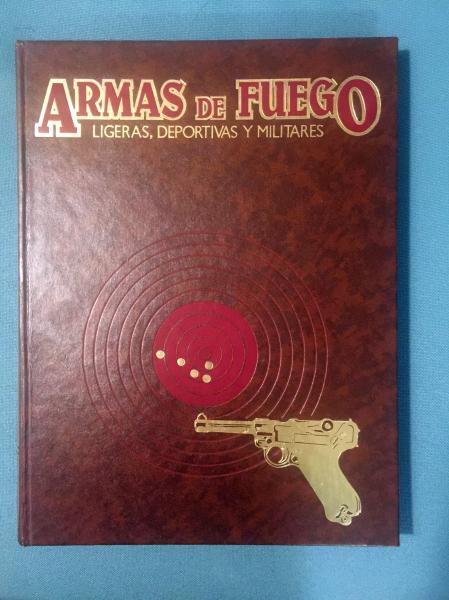 ARMAS DE FUEGO
LIGERAS, DEPORTIVAS Y MILITARES